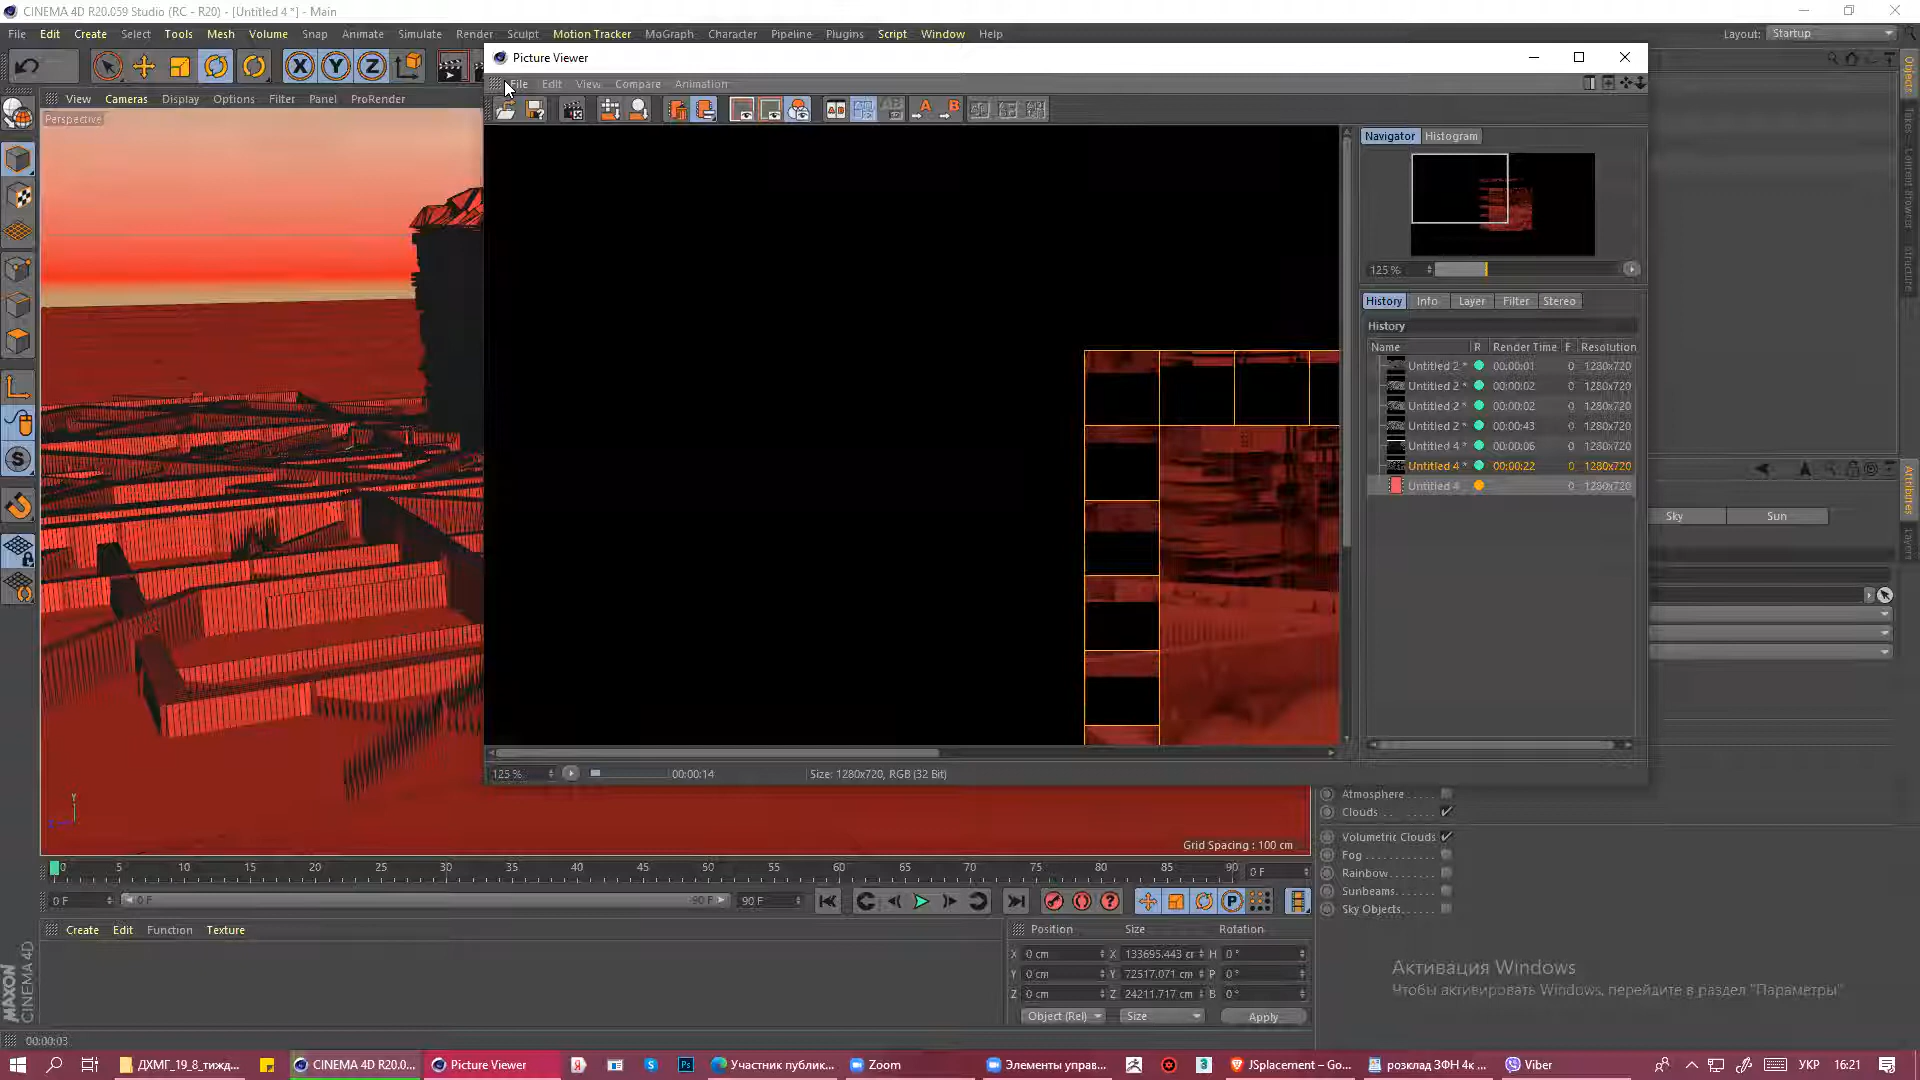 CINEMA 4D R20.059 Studio (RC - R20) - [Untitled 4 *] - Main
File Edit Create Select Tools Mesh Volume Snap Animate Simulate Render Sculpt Motion Tracker MoGraph Character Pipeline Plugins Script Window Help
Layout: Startup
Picture Viewer
File Edit View Compare Animation
View Cameras Display Options Filter Panel ProRender
Perspective
Navigator Histogram
125 %
History Info Layer Filter Stereo
History
Name R Render Time F Resolution
Untitled 2 * 00:00:01 0 1280x720
Untitled 2 * 00:00:02 0 1280x720
Untitled 2 * 00:00:02 0 1280x720
Untitled 2 * 00:00:43 0 1280x720
Untitled 4 * 00:00:06 0 1280x720
Untitled 4 * 00:00:22 0 1280x720
Untitled 4 0 1280x720
Objects
Takes
Content Browser
Structure
Attributes
Layers
Sky Sun
125 % 00:00:14 Size: 1280x720, RGB (32 Bit)
Atmosphere
Clouds
Volumetric Clouds
Fog
Rainbow
Sunbeams
Sky Objects
Grid Spacing : 100 cm
0 5 10 15 20 25 30 35 40 45 50 55 60 65 70 75 80 85 90 0 F
0 F 0 F 90 F 90 F
Create Edit Function Texture
Position Size Rotation
X 0 cm X 133695.443 cm H 0 °
Y 0 cm Y 72517.071 cm P 0 °
Z 0 cm Z 24211.717 cm B 0 °
Object (Rel) Size Apply
MAXON
CINEMA 4D
Активация Windows
Чтобы активировать Windows, перейдите в раздел "Параметры"
00:00:03
ДХМГ_19_8_тижд... CINEMA 4D R20.0... Picture Viewer Участник публик... Zoom Элементы управ... JSplacement – Go... розклад ЗФН 4к ... Viber УКР 16:21